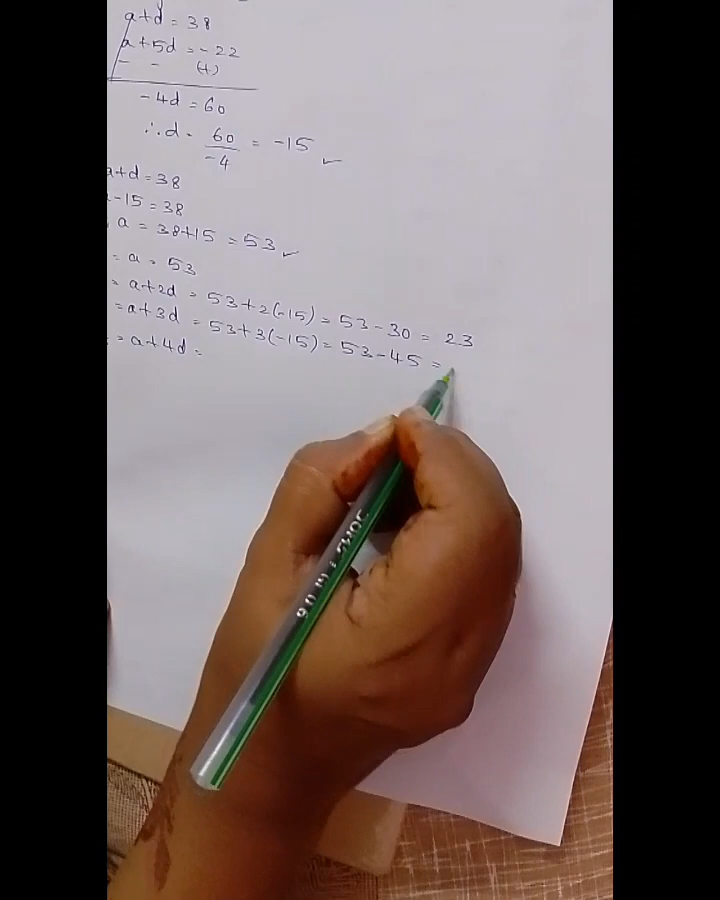 a+d = 38
a+5d = -22
- - (+)
-4d = 60
∴d = 60/-4 = -15 ✓
a+d = 38
-15 = 38
a = 38+15 = 53 ✓
= a = 53
= a+2d = 53+2(-15) = 53-30 = 23
= a+3d = 53+3(-15) = 53-45 =
= a+4d =